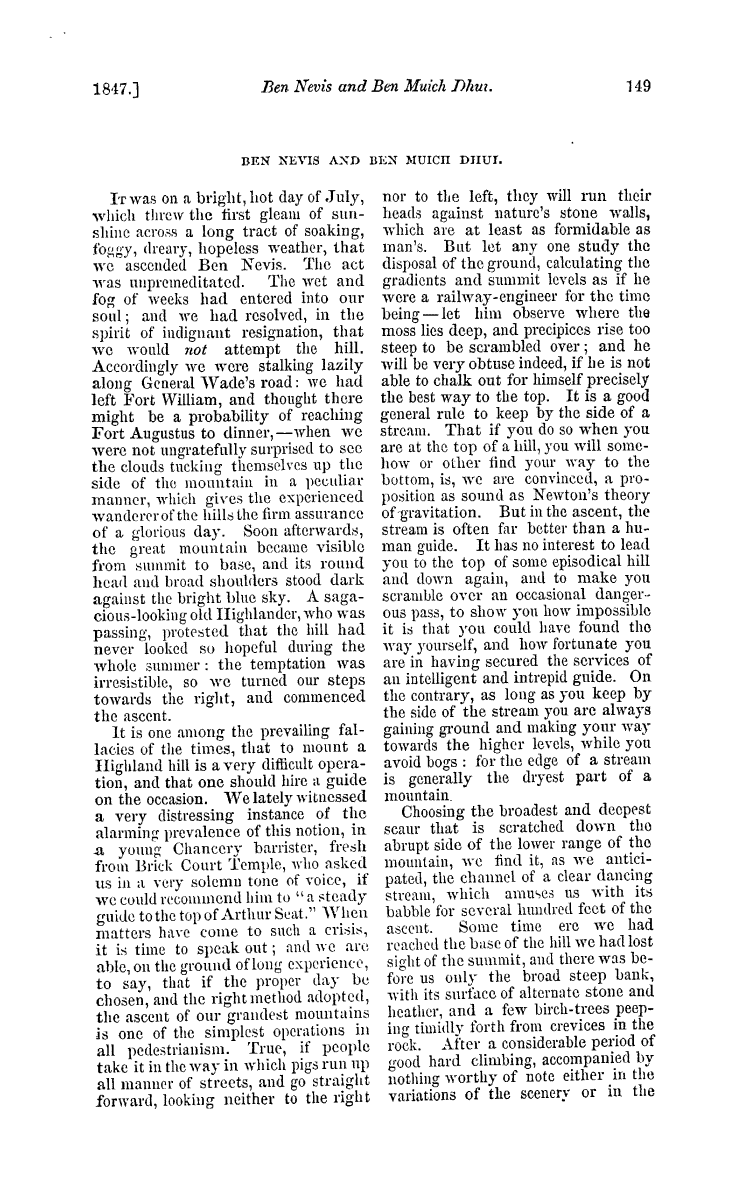 1847.] Ben Nevis and Ben Muich Dhui. 149
BEN NEVIS AND BEN MUICH DHUI.
IT was on a bright, hot day of July,
which threw the first gleam of sun-
shine across a long tract of soaking,
foggy, dreary, hopeless weather, that
we ascended Ben Nevis. The act
was unpremeditated. The wet and
fog of weeks had entered into our
soul; and we had resolved, in the
spirit of indignant resignation, that
we would not attempt the hill.
Accordingly we were stalking lazily
along General Wade's road: we had
left Fort William, and thought there
might be a probability of reaching
Fort Augustus to dinner,—when we
were not ungratefully surprised to see
the clouds tucking themselves up the
side of the mountain in a peculiar
manner, which gives the experienced
wanderer of the hills the firm assurance
of a glorious day. Soon afterwards,
the great mountain became visible
from summit to base, and its round
head and broad shoulders stood dark
against the bright blue sky. A saga-
cious-looking old Highlander, who was
passing, protested that the hill had
never looked so hopeful during the
whole summer: the temptation was
irresistible, so we turned our steps
towards the right, and commenced
the ascent.
It is one among the prevailing fal-
lacies of the times, that to mount a
Highland hill is a very difficult opera-
tion, and that one should hire a guide
on the occasion. We lately witnessed
a very distressing instance of the
alarming prevalence of this notion, in
a young Chancery barrister, fresh
from Brick Court Temple, who asked
us in a very solemn tone of voice, if
we could recommend him to "a steady
guide to the top of Arthur Seat." When
matters have come to such a crisis,
it is time to speak out; and we are
able, on the ground of long experience,
to say, that if the proper day be
chosen, and the right method adopted,
the ascent of our grandest mountains
is one of the simplest operations in
all pedestrianism. True, if people
take it in the way in which pigs run up
all manner of streets, and go straight
forward, looking neither to the right
nor to the left, they will run their
heads against nature's stone walls,
which are at least as formidable as
man's. But let any one study the
disposal of the ground, calculating the
gradients and summit levels as if he
were a railway-engineer for the time
being—let him observe where the
moss lies deep, and precipices rise too
steep to be scrambled over; and he
will be very obtuse indeed, if he is not
able to chalk out for himself precisely
the best way to the top. It is a good
general rule to keep by the side of a
stream. That if you do so when you
are at the top of a hill, you will some-
how or other find your way to the
bottom, is, we are convinced, a pro-
position as sound as Newton's theory
of gravitation. But in the ascent, the
stream is often far better than a hu-
man guide. It has no interest to lead
you to the top of some episodical hill
and down again, and to make you
scramble over an occasional danger-
ous pass, to show you how impossible
it is that you could have found the
way yourself, and how fortunate you
are in having secured the services of
an intelligent and intrepid guide. On
the contrary, as long as you keep by
the side of the stream you are always
gaining ground and making your way
towards the higher levels, while you
avoid bogs: for the edge of a stream
is generally the dryest part of a
mountain.
Choosing the broadest and deepest
scaur that is scratched down the
abrupt side of the lower range of the
mountain, we find it, as we antici-
pated, the channel of a clear dancing
stream, which amuses us with its
babble for several hundred feet of the
ascent. Some time ere we had
reached the base of the hill we had lost
sight of the summit, and there was be-
fore us only the broad steep bank,
with its surface of alternate stone and
heather, and a few birch-trees peep-
ing timidly forth from crevices in the
rock. After a considerable period of
good hard climbing, accompanied by
nothing worthy of note either in the
variations of the scenery or in the